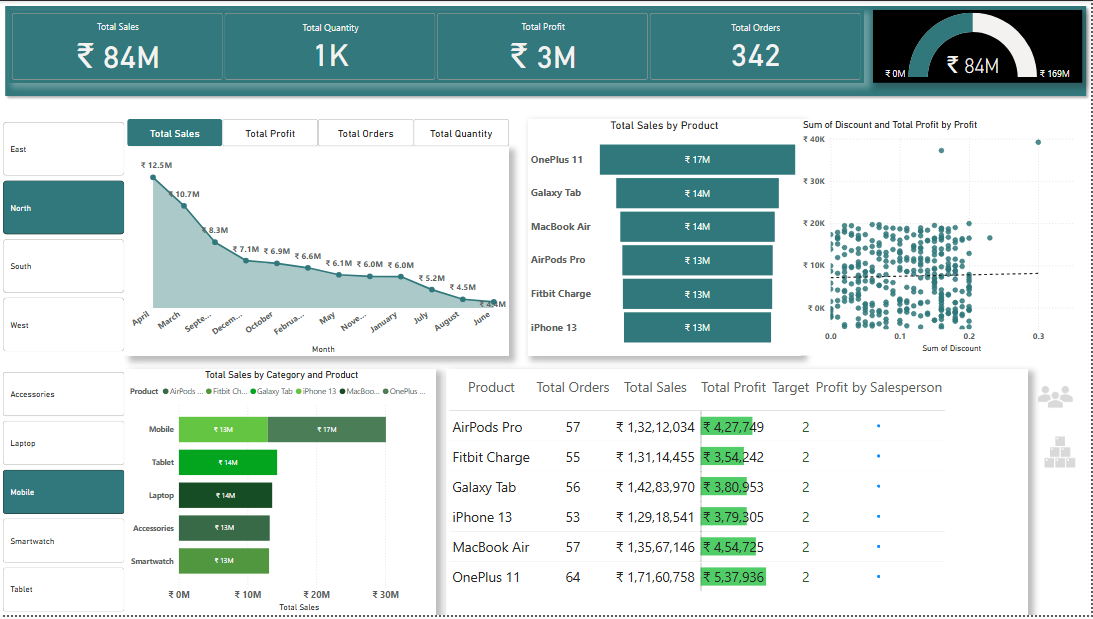 Total Sales
₹ 84M
Total Quantity
1K
Total Profit
₹ 3M
Total Orders
342
₹ 84M
₹ 0M
₹ 169M
East
North
South
West
Total Sales Total Profit Total Orders Total Quantity
₹ 12.5M
₹ 10.7M
₹ 8.3M
₹ 7.1M
₹ 6.9M
₹ 6.6M
₹ 6.1M
₹ 6.0M
₹ 6.0M
₹ 5.2M
₹ 4.5M
₹ 4.4M
April March Septe... Decem... October Februa... May Nove... January July August June
Month
Total Sales by Product
OnePlus 11 ₹ 17M
Galaxy Tab ₹ 14M
MacBook Air ₹ 14M
AirPods Pro ₹ 13M
Fitbit Charge ₹ 13M
iPhone 13 ₹ 13M
Sum of Discount and Total Profit by Profit
₹ 40K
₹ 30K
₹ 20K
₹ 10K
₹ 0K
0.0 0.1 0.2 0.3
Sum of Discount
Accessories
Laptop
Mobile
Smartwatch
Tablet
Total Sales by Category and Product
Product AirPods ... Fitbit Ch... Galaxy Tab iPhone 13 MacBoo... OnePlus ...
Mobile ₹ 13M ₹ 17M
Tablet ₹ 14M
Laptop ₹ 14M
Accessories ₹ 13M
Smartwatch ₹ 13M
₹ 0M ₹ 10M ₹ 20M ₹ 30M
Total Sales
Product Total Orders Total Sales Total Profit Target Profit by Salesperson
AirPods Pro 57 ₹ 1,32,12,034 ₹ 4,27,749 2
Fitbit Charge 55 ₹ 1,31,14,455 ₹ 3,54,242 2
Galaxy Tab 56 ₹ 1,42,83,970 ₹ 3,80,953 2
iPhone 13 53 ₹ 1,29,18,541 ₹ 3,79,305 2
MacBook Air 57 ₹ 1,35,67,146 ₹ 4,54,725 2
OnePlus 11 64 ₹ 1,71,60,758 ₹ 5,37,936 2